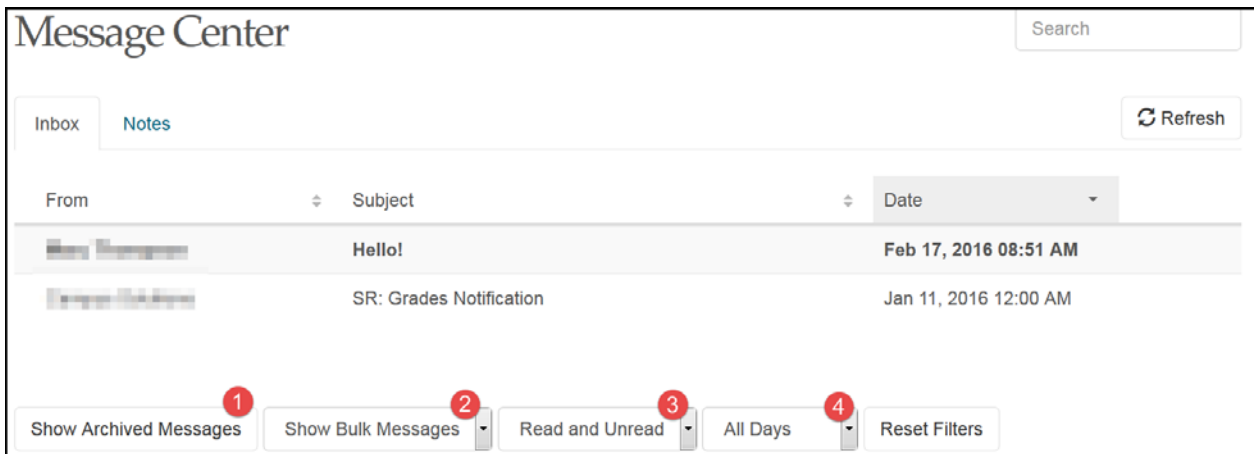 Message Center
Search
Inbox Notes Refresh
From Subject Date
Hello! Feb 17, 2016 08:51 AM
SR: Grades Notification Jan 11, 2016 12:00 AM
1 2 3 4
Show Archived Messages Show Bulk Messages Read and Unread All Days Reset Filters